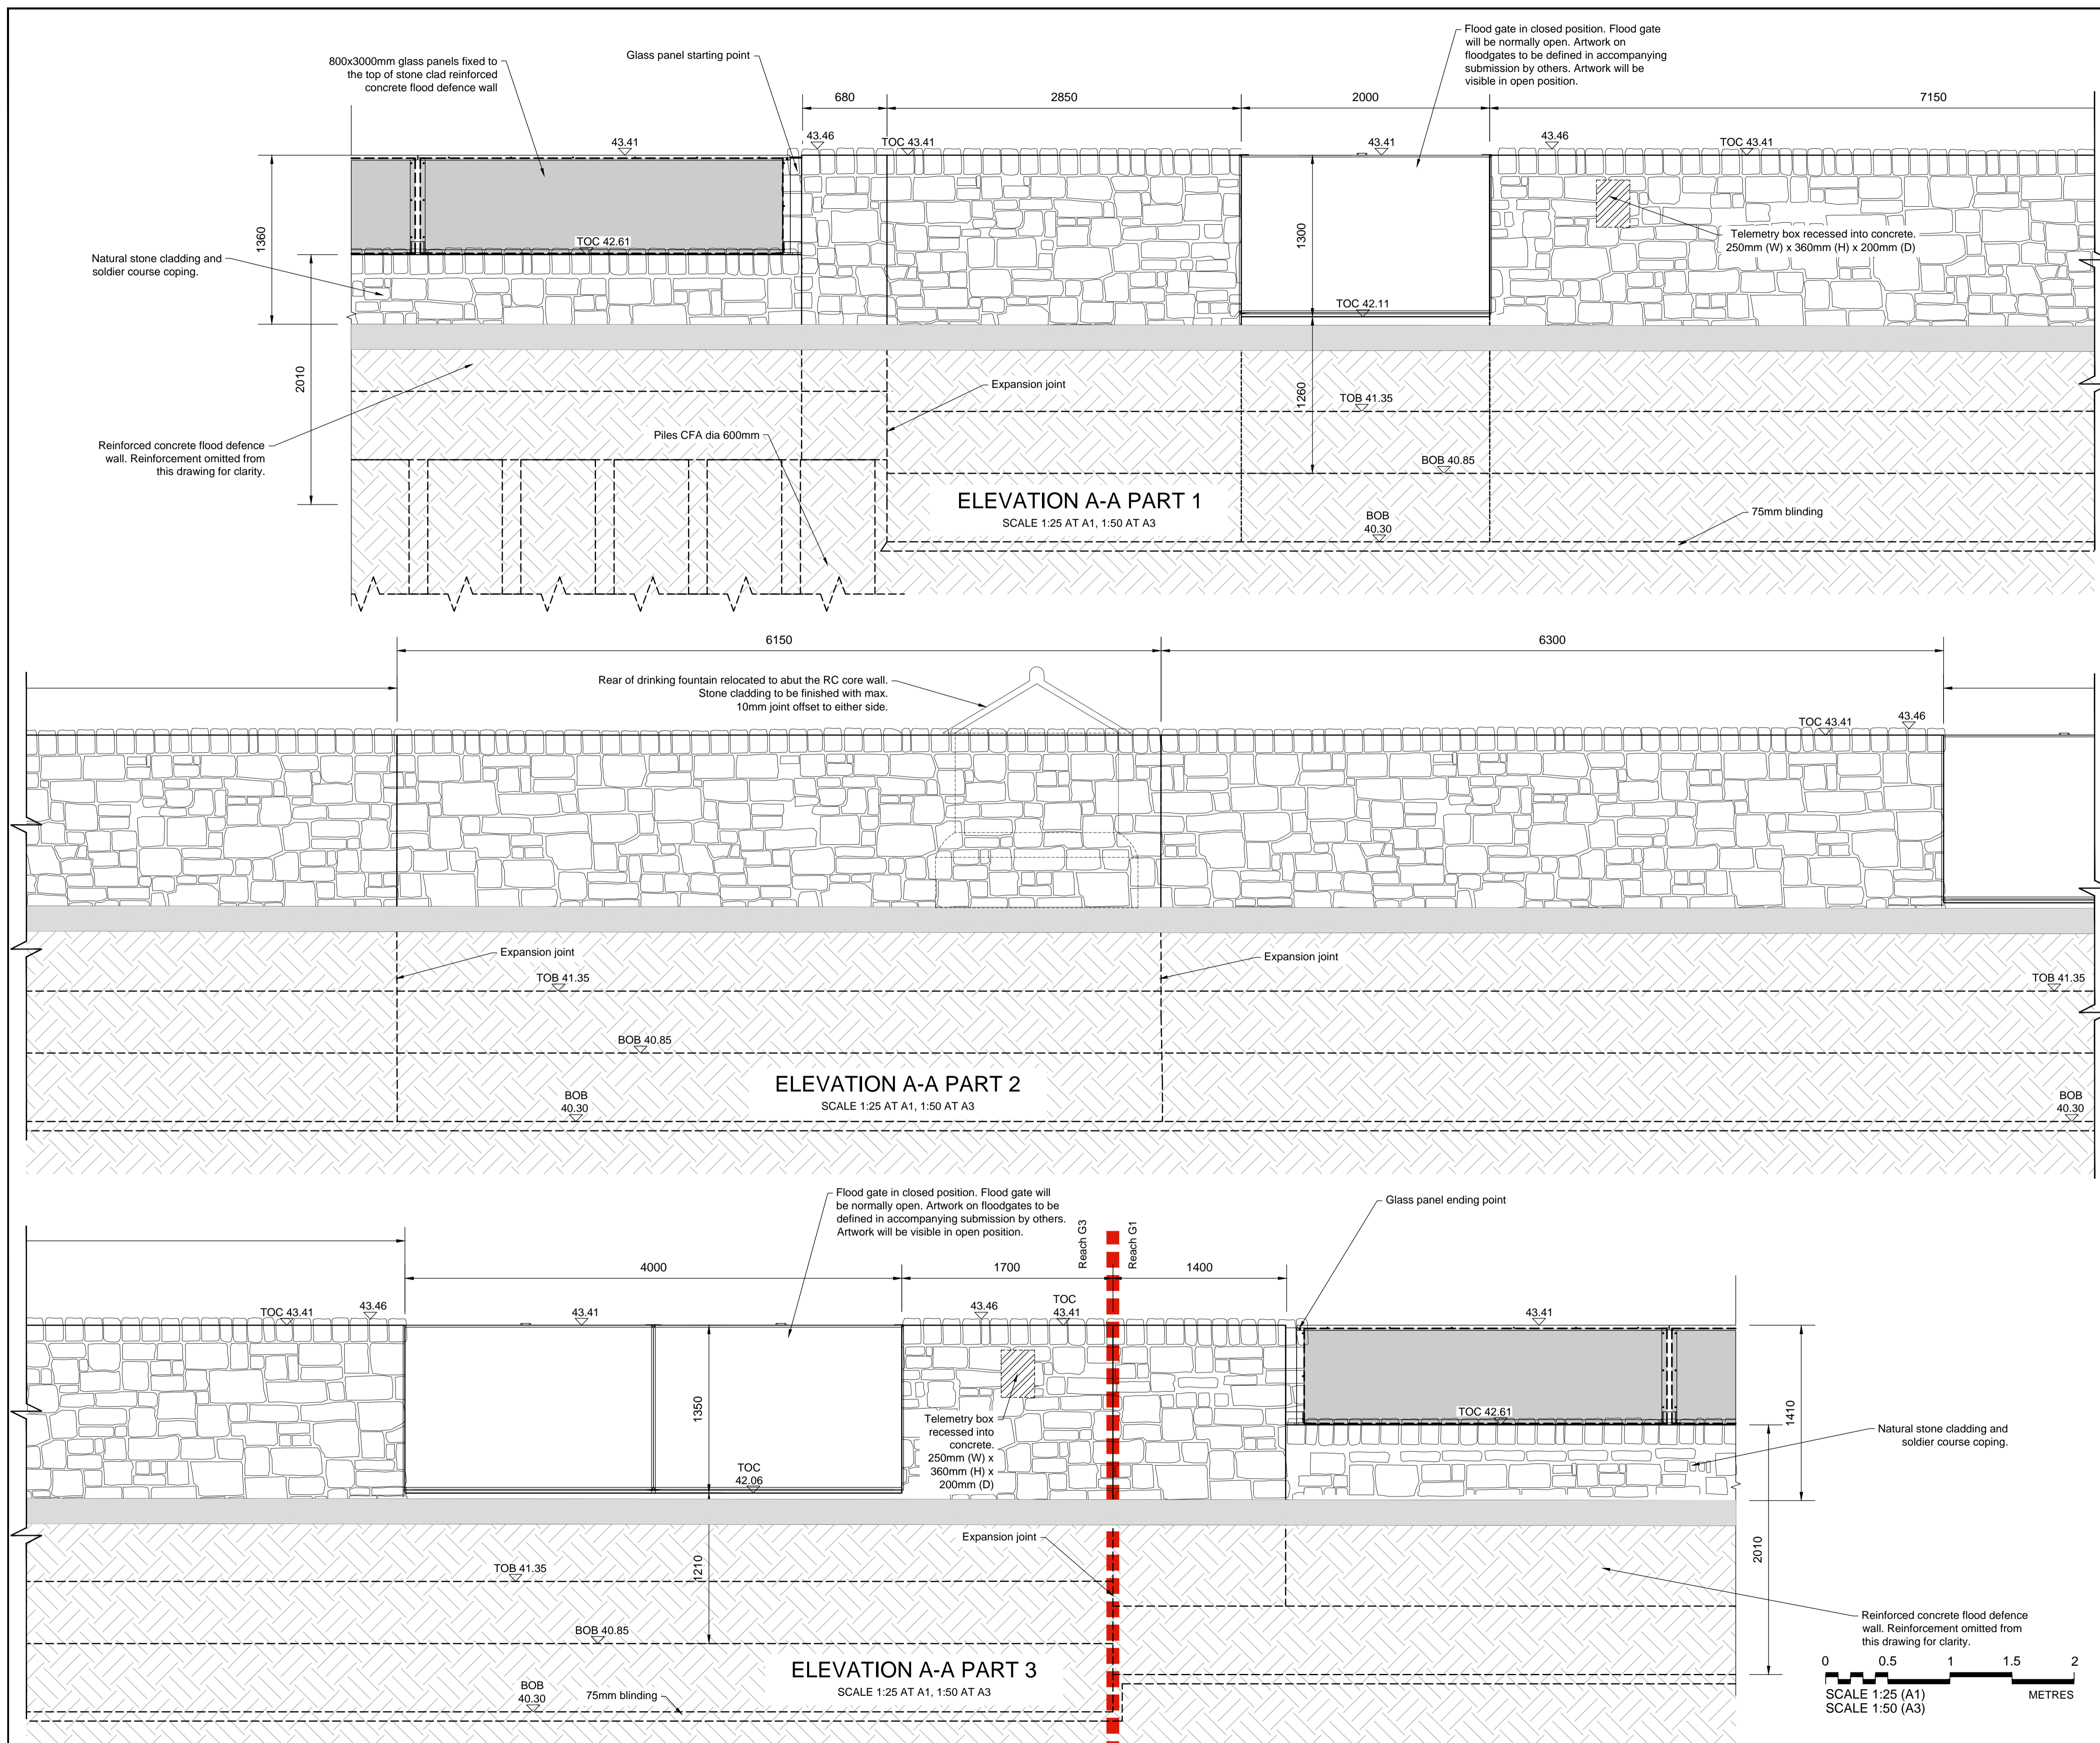 800x3000mm glass panels fixed to
the top of stone clad reinforced
concrete flood defence wall
Glass panel starting point
Flood gate in closed position. Flood gate
will be normally open. Artwork on
floodgates to be defined in accompanying
submission by others. Artwork will be
visible in open position.
680
2850
2000
7150
43.41
43.46
TOC 43.41
43.41
43.46
TOC 43.41
1360
TOC 42.61
1300
Telemetry box recessed into concrete.
250mm (W) x 360mm (H) x 200mm (D)
Natural stone cladding and
soldier course coping.
TOC 42.11
2010
Expansion joint
1260
TOB 41.35
Reinforced concrete flood defence
wall. Reinforcement omitted from
this drawing for clarity.
Piles CFA dia 600mm
BOB 40.85
ELEVATION A-A PART 1
SCALE 1:25 AT A1, 1:50 AT A3
BOB
40.30
75mm blinding
6150
6300
Rear of drinking fountain relocated to abut the RC core wall.
Stone cladding to be finished with max.
10mm joint offset to either side.
TOC 43.41
43.46
Expansion joint
Expansion joint
TOB 41.35
TOB 41.35
BOB 40.85
ELEVATION A-A PART 2
SCALE 1:25 AT A1, 1:50 AT A3
BOB
40.30
BOB
40.30
Flood gate in closed position. Flood gate will
be normally open. Artwork on floodgates to be
defined in accompanying submission by others.
Artwork will be visible in open position.
Reach G3
Reach G1
Glass panel ending point
4000
1700
1400
TOC 43.41
43.46
43.41
43.46
TOC
43.41
43.41
1350
1410
Telemetry box
recessed into
concrete.
250mm (W) x
360mm (H) x
200mm (D)
TOC 42.61
Natural stone cladding and
soldier course coping.
TOC
42.06
Expansion joint
2010
1210
TOB 41.35
Reinforced concrete flood defence
wall. Reinforcement omitted from
this drawing for clarity.
BOB 40.85
ELEVATION A-A PART 3
SCALE 1:25 AT A1, 1:50 AT A3
BOB
40.30
75mm blinding
0 0.5 1 1.5 2
SCALE 1:25 (A1)
METRES
SCALE 1:50 (A3)